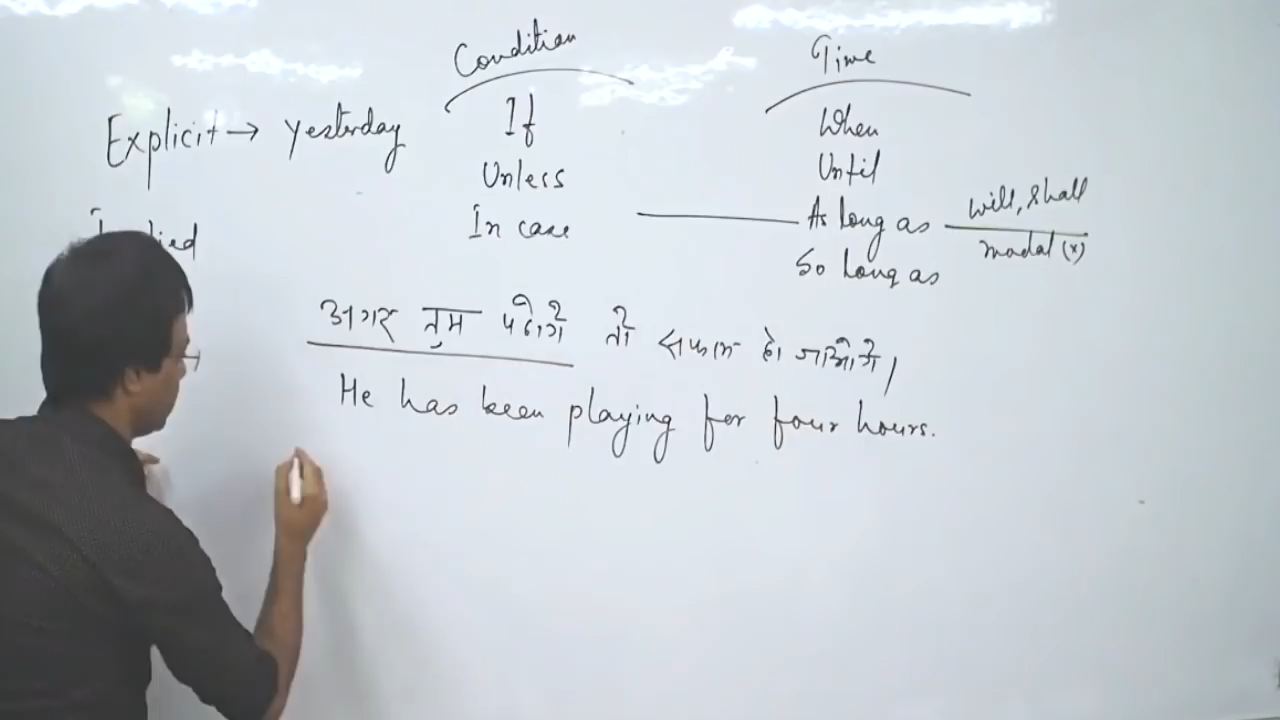 Condition
Time
Explicit → yesterday
If
When
Unless
Until
In case
As long as
will, shall
modal (x)
So long as
अगर तुम पढोगे तो सफल हो जाओगे।
He has been playing for four hours.